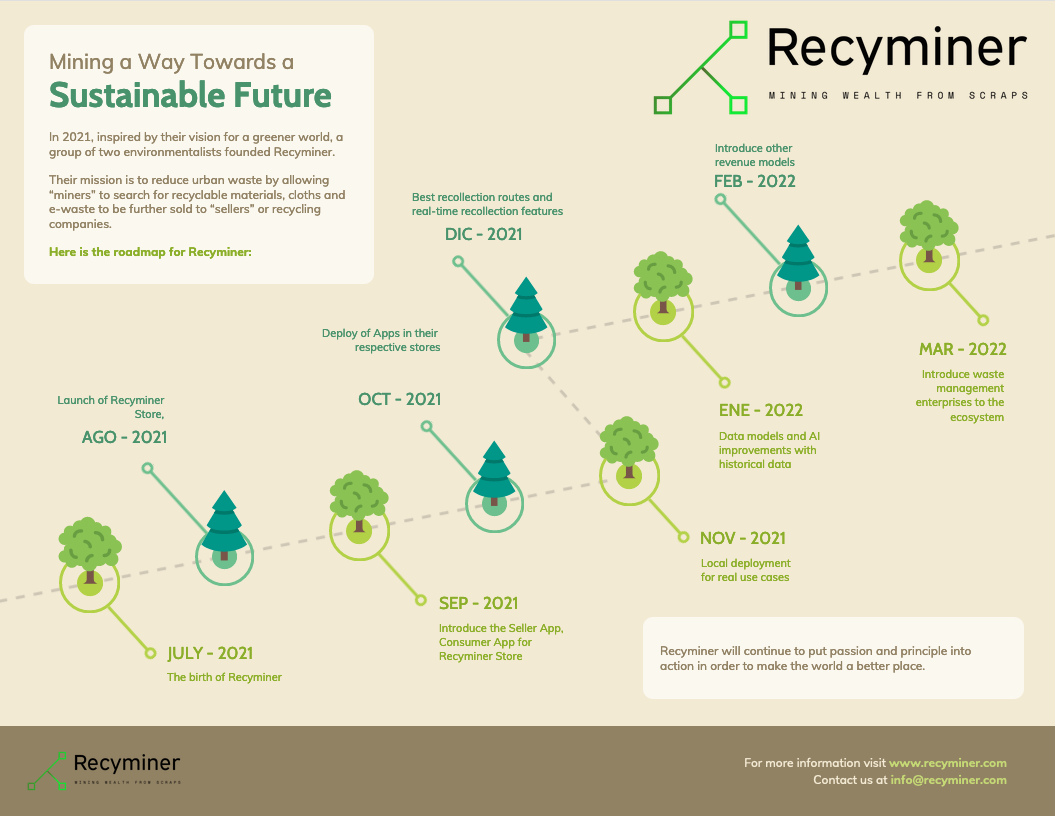 Mining a Way Towards a
Sustainable Future
In 2021, inspired by their vision for a greener world, a
group of two environmentalists founded Recyminer.
Their mission is to reduce urban waste by allowing
“miners” to search for recyclable materials, cloths and
e-waste to be further sold to “sellers” or recycling
companies.
Here is the roadmap for Recyminer:
Recyminer
MINING WEALTH FROM SCRAPS
JULY - 2021
The birth of Recyminer
Launch of Recyminer
Store,
AGO - 2021
SEP - 2021
Introduce the Seller App,
Consumer App for
Recyminer Store
Deploy of Apps in their
respective stores
OCT - 2021
NOV - 2021
Local deployment
for real use cases
Best recollection routes and
real-time recollection features
DIC - 2021
ENE - 2022
Data models and AI
improvements with
historical data
Introduce other
revenue models
FEB - 2022
MAR - 2022
Introduce waste
management
enterprises to the
ecosystem
Recyminer will continue to put passion and principle into
action in order to make the world a better place.
Recyminer
MINING WEALTH FROM SCRAPS
For more information visit www.recyminer.com
Contact us at info@recyminer.com